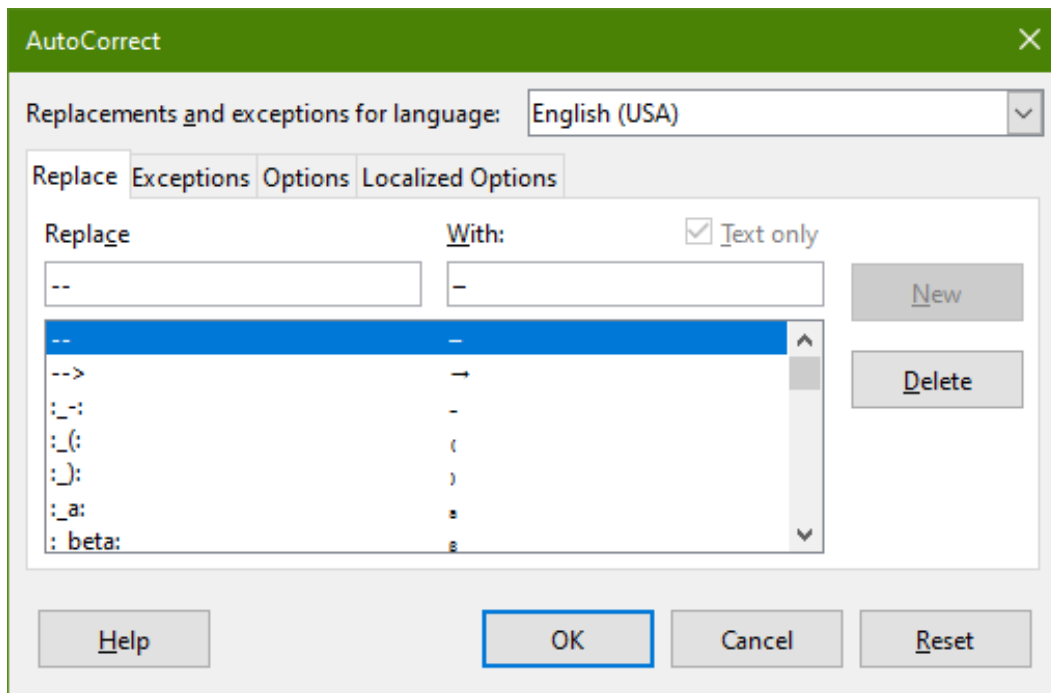 AutoCorrect
Replacements and exceptions for language: English (USA)
Replace Exceptions Options Localized Options
Replace With: Text only
-- –
New
-- –
--> →
Delete
:_-: ₋
:_(: ₍
:_): ₎
:_a: ₐ
:_beta: ᵦ
Help OK Cancel Reset